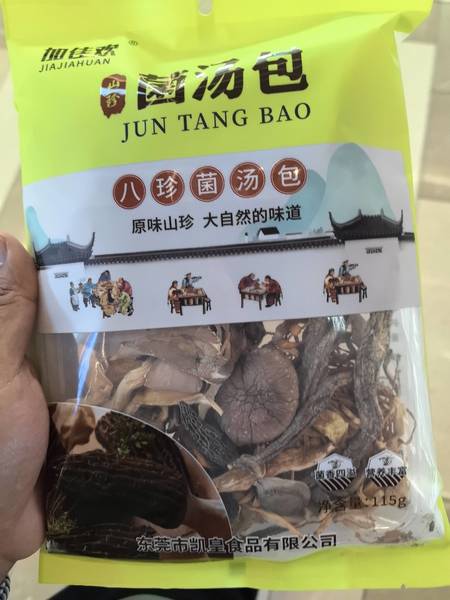 加佳欢
JIAJIAHUAN
山珍
菌汤包
JUN TANG BAO
八珍菌汤包
原味山珍 大自然的味道
菌香四溢 营养丰富
净含量:115g
东莞市凯皇食品有限公司